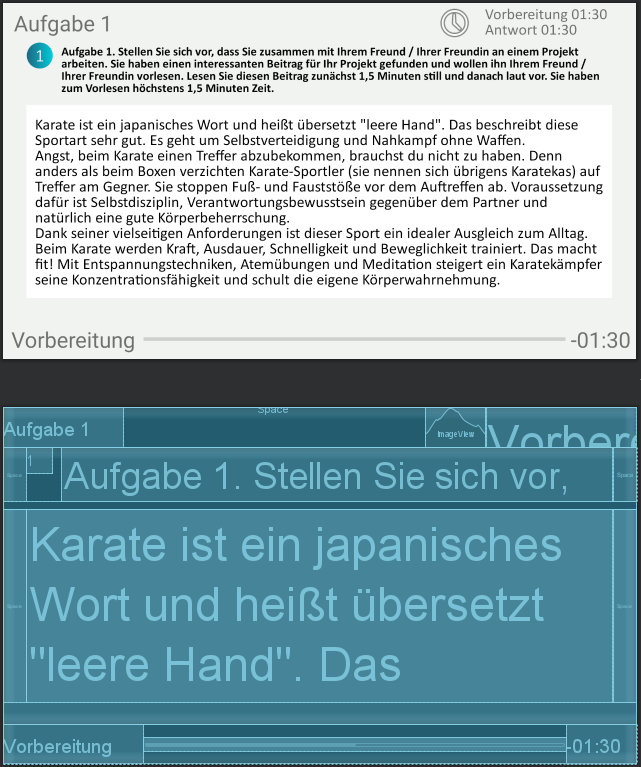 Aufgabe 1
Vorbereitung 01:30
Antwort 01:30
1
Aufgabe 1. Stellen Sie sich vor, dass Sie zusammen mit Ihrem Freund / Ihrer Freundin an einem Projekt
arbeiten. Sie haben einen interessanten Beitrag für Ihr Projekt gefunden und wollen ihn Ihrem Freund /
Ihrer Freundin vorlesen. Lesen Sie diesen Beitrag zunächst 1,5 Minuten still und danach laut vor. Sie haben
zum Vorlesen höchstens 1,5 Minuten Zeit.
Karate ist ein japanisches Wort und heißt übersetzt "leere Hand". Das beschreibt diese
Sportart sehr gut. Es geht um Selbstverteidigung und Nahkampf ohne Waffen.
Angst, beim Karate einen Treffer abzubekommen, brauchst du nicht zu haben. Denn
anders als beim Boxen verzichten Karate-Sportler (sie nennen sich übrigens Karatekas) auf
Treffer am Gegner. Sie stoppen Fuß- und Fauststöße vor dem Auftreffen ab. Voraussetzung
dafür ist Selbstdisziplin, Verantwortungsbewusstsein gegenüber dem Partner und
natürlich eine gute Körperbeherrschung.
Dank seiner vielseitigen Anforderungen ist dieser Sport ein idealer Ausgleich zum Alltag.
Beim Karate werden Kraft, Ausdauer, Schnelligkeit und Beweglichkeit trainiert. Das macht
fit! Mit Entspannungstechniken, Atemübungen und Meditation steigert ein Karatekämpfer
seine Konzentrationsfähigkeit und schult die eigene Körperwahrnehmung.
Vorbereitung -01:30
Space
Aufgabe 1
ImageView
Vorbere
Space
1
Aufgabe 1. Stellen Sie sich vor,
Space
Karate ist ein japanisches
Space
Wort und heißt übersetzt
Space
"leere Hand". Das
Vorbereitung
-01:30